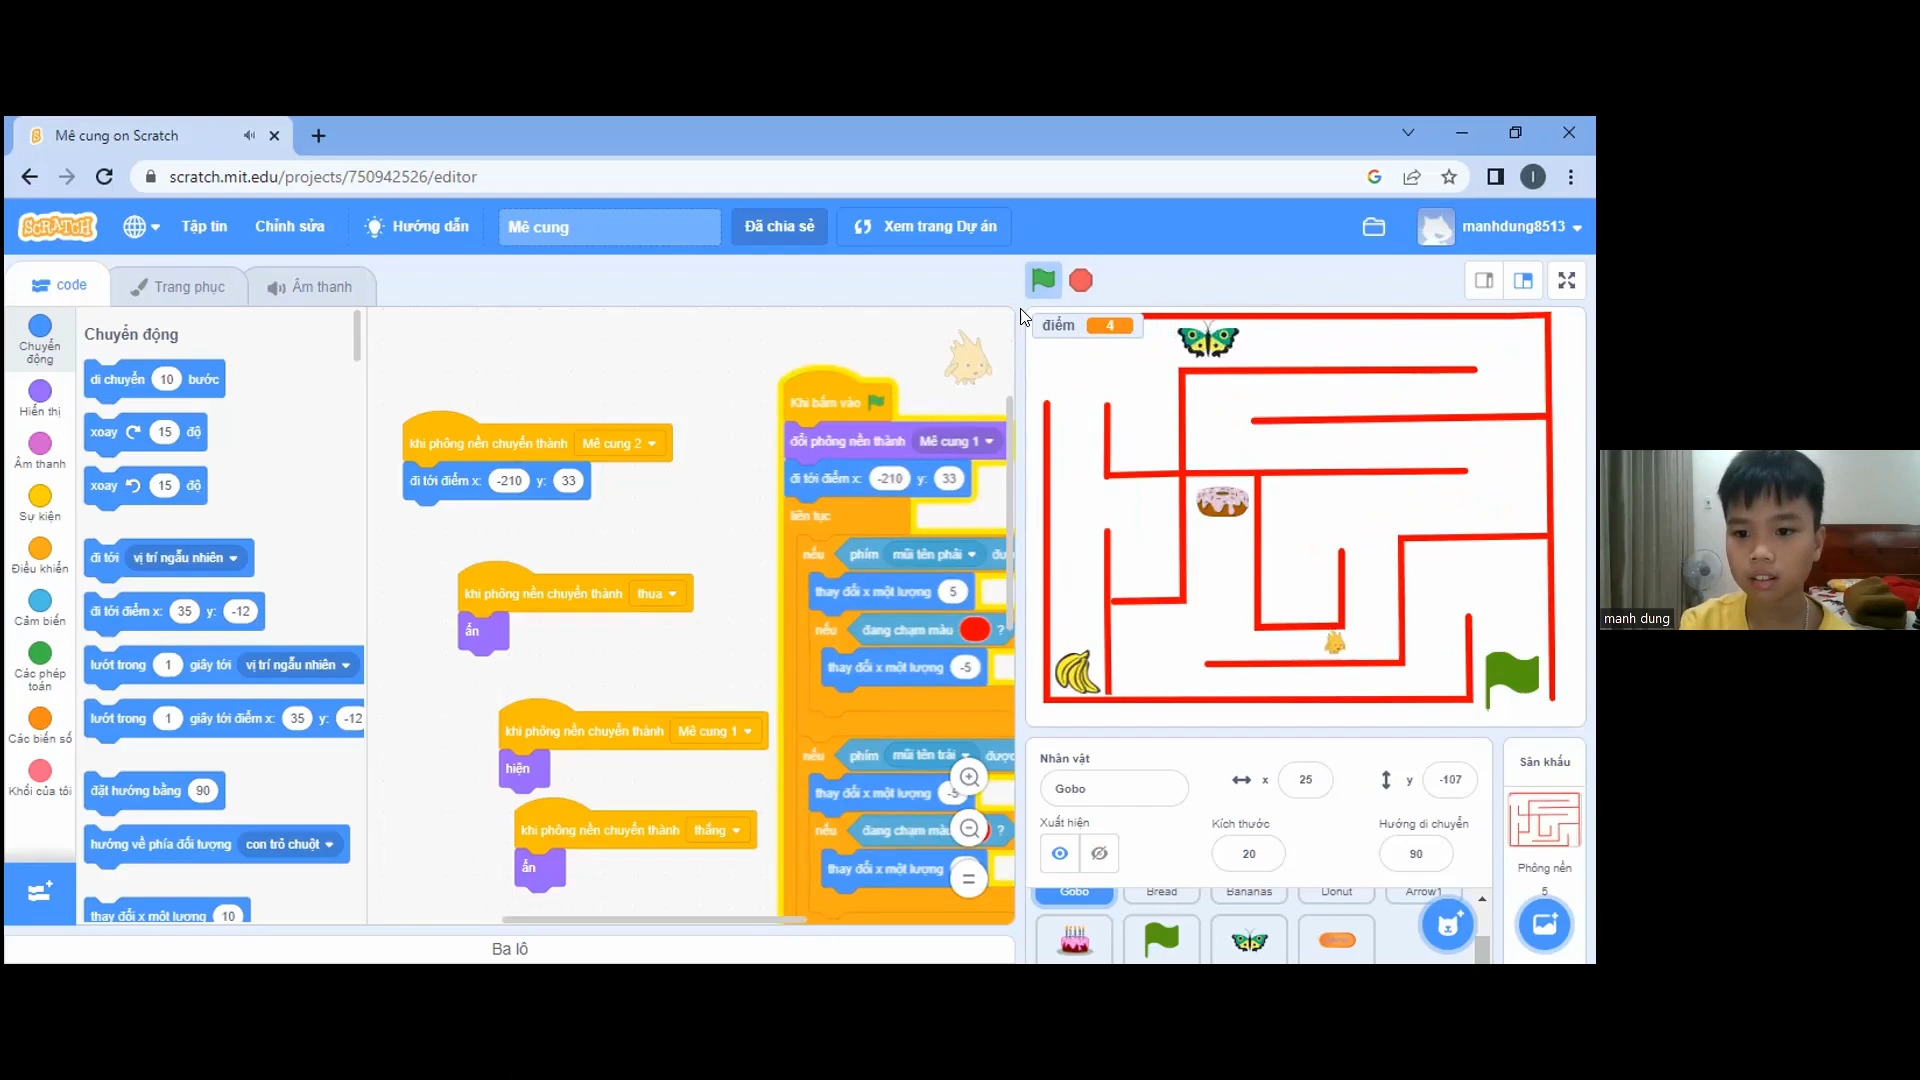 Mê cung on Scratch
scratch.mit.edu/projects/750942526/editor
I
SCRATCH
Tập tin
Chỉnh sửa
Hướng dẫn
Mê cung
Đã chia sẻ
Xem trang Dự án
manhdung8513
code
Trang phục
Âm thanh
Chuyển động
Hiển thị
Âm thanh
Sự kiện
Điều khiển
Cảm biến
Các phép toán
Các biến số
Khối của tôi
Chuyển động
di chuyển 10 bước
xoay 15 độ
xoay 15 độ
đi tới vị trí ngẫu nhiên
đi tới điểm x: 35 y: -12
lướt trong 1 giây tới vị trí ngẫu nhiên
lướt trong 1 giây tới điểm x: 35 y: -12
đặt hướng bằng 90
hướng về phía đối tượng con trỏ chuột
thay đổi x một lượng 10
khi phông nền chuyển thành Mê cung 2
đi tới điểm x: -210 y: 33
khi phông nền chuyển thành thua
ẩn
khi phông nền chuyển thành Mê cung 1
hiện
khi phông nền chuyển thành thắng
ẩn
Khi bấm vào
đổi phông nền thành Mê cung 1
đi tới điểm x: -210 y: 33
liên tục
nếu phím mũi tên phải đư
thay đổi x một lượng 5
nếu đang chạm màu ?
thay đổi x một lượng -5
nếu phím mũi tên trái được
thay đổi x một lượng -5
nếu đang chạm màu ?
thay đổi x một lượng
Ba lô
điểm 4
Nhân vật
Gobo
x 25
y -107
Xuất hiện
Kích thước
20
Hướng di chuyển
90
Gobo
Bread
Bananas
Donut
Arrow1
Sân khấu
Phông nền
5
manh dung